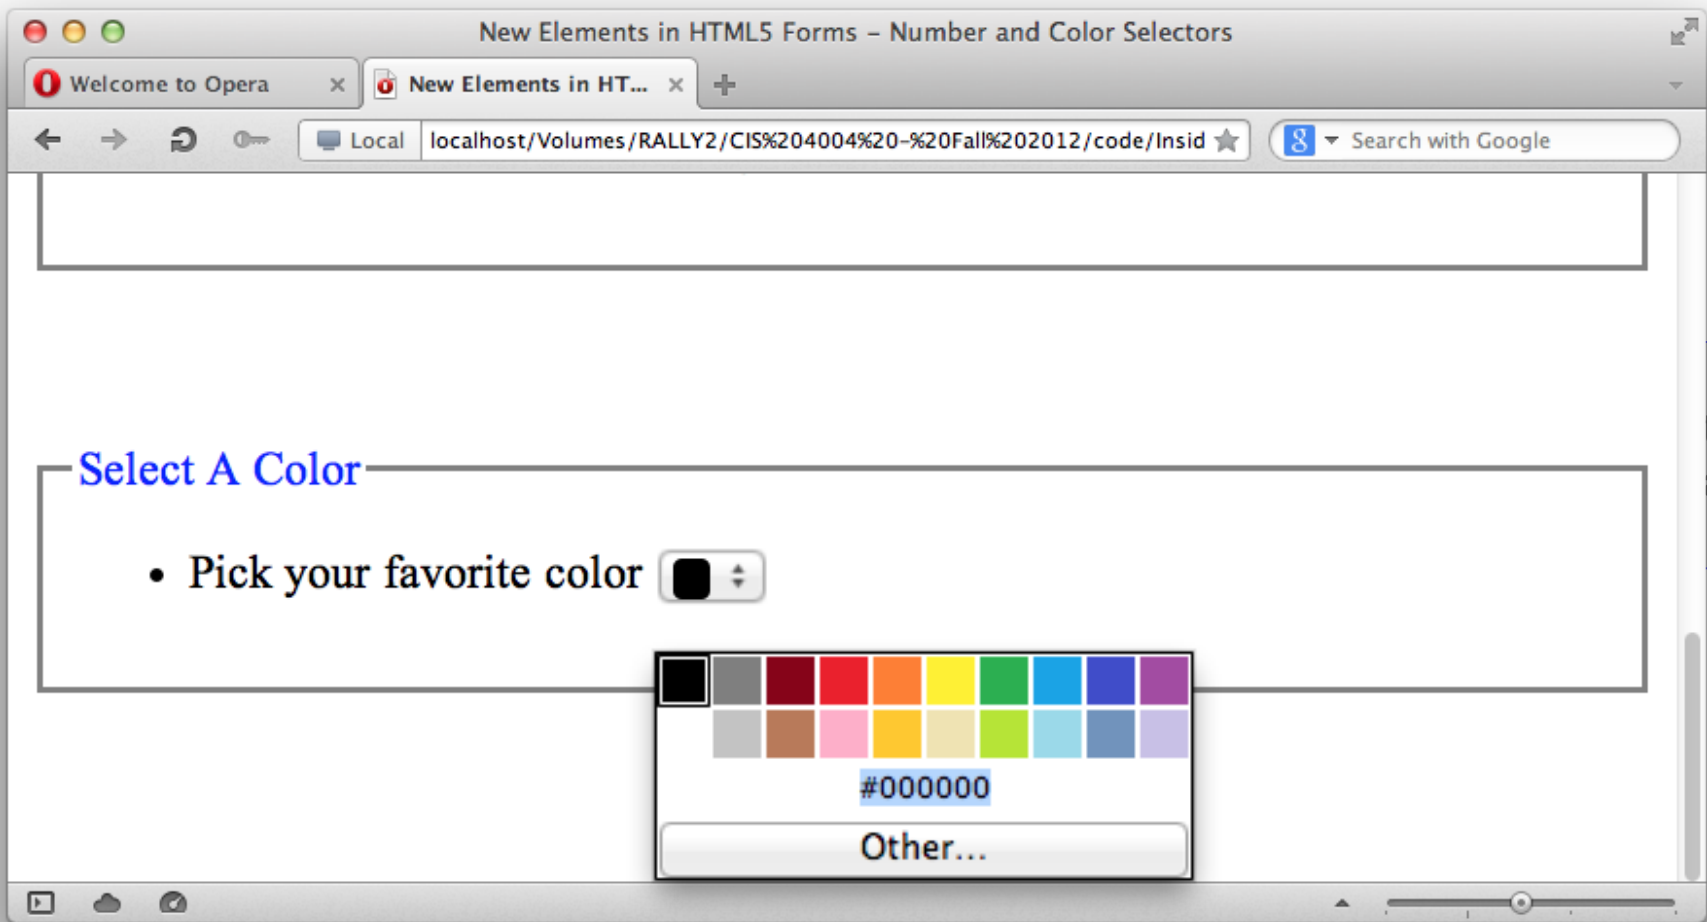 New Elements in HTML5 Forms – Number and Color Selectors
Welcome to Opera
New Elements in HT...
Local
localhost/Volumes/RALLY2/CIS%204004%20-%20Fall%202012/code/Insid
Search with Google
Select A Color
• Pick your favorite color
#000000
Other...